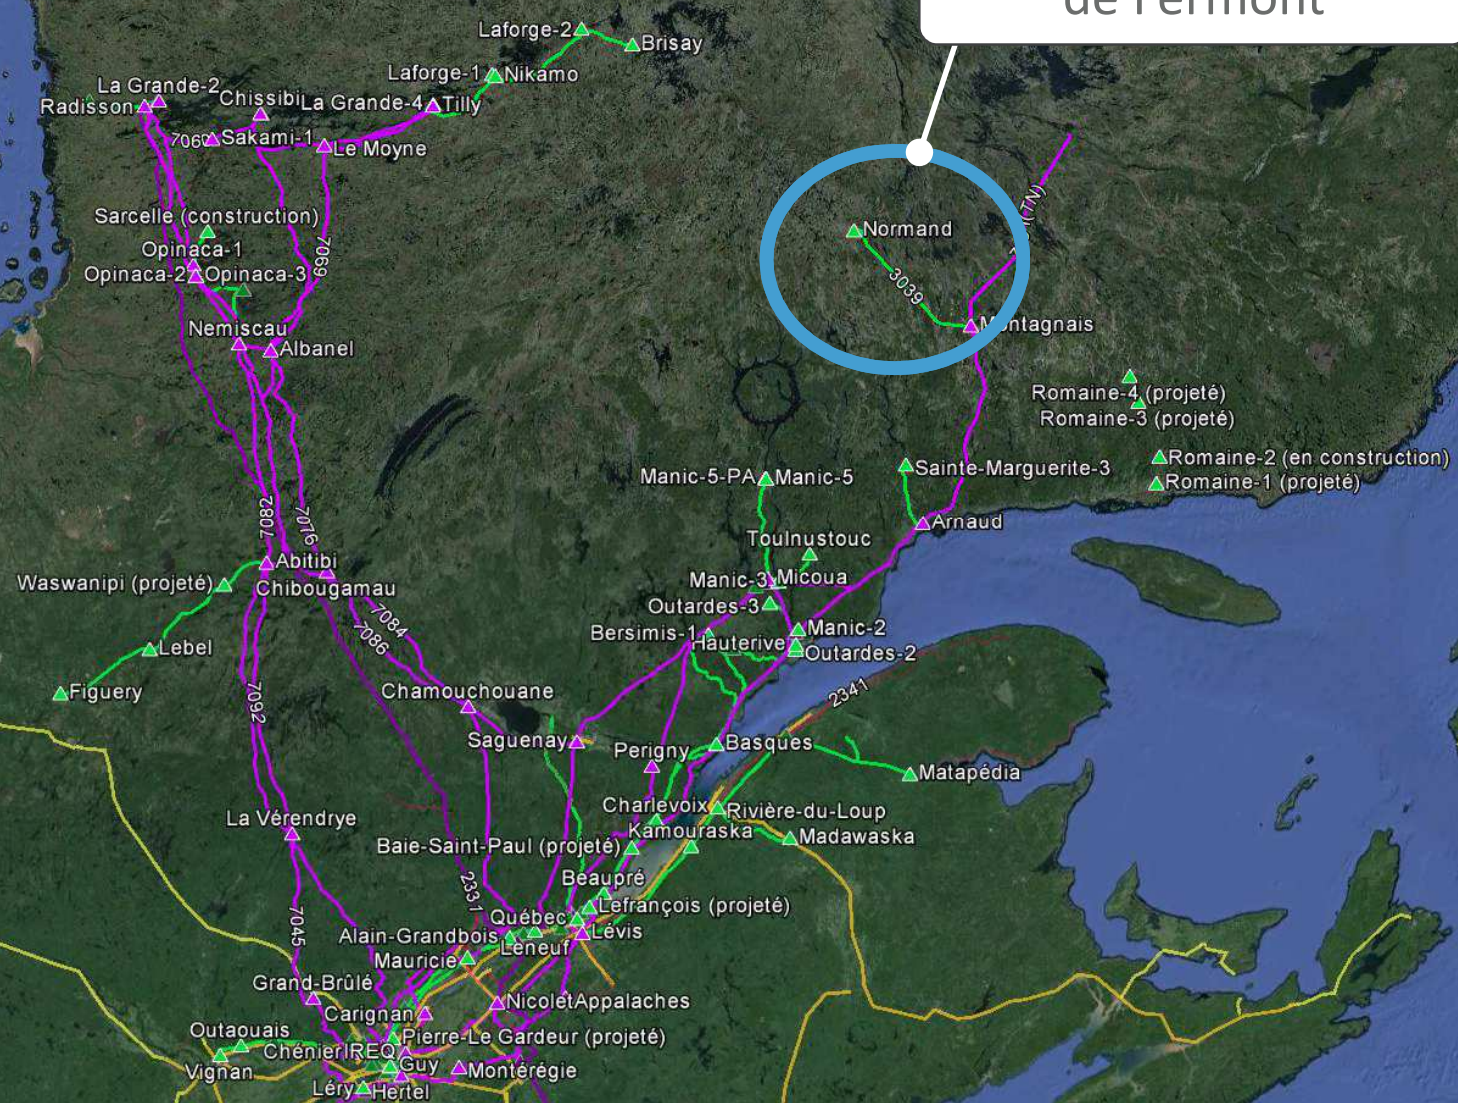 de Fermont
Laforge-2
Brisay
Laforge-1
Nikamo
La Grande-2
Chissibi
La Grande-4
Tilly
Radisson
706
Sakami-1
Le Moyne
Sarcelle (construction)
Normand
(TN)
7069
Opinaca-1
Opinaca-2
Opinaca-3
3039
Nemiscau
Montagnais
Albanel
Romaine-4 (projeté)
Romaine-3 (projeté)
Romaine-2 (en construction)
Sainte-Marguerite-3
Manic-5-PA
Manic-5
Romaine-1 (projeté)
7082
7076
Arnaud
Toulnustouc
Abitibi
Waswanipi (projeté)
Chibougamau
Manic-3
Micoua
Outardes-3
7084
7086
Bersimis-1
Manic-2
Hauterive
Outardes-2
Lebel
Figuery
Chamouchouane
2341
7092
Saguenay
Perigny
Basques
Matapédia
Charlevoix
Rivière-du-Loup
La Vérendrye
Kamouraska
Madawaska
Baie-Saint-Paul (projeté)
Beaupré
2331
Lefrançois (projeté)
Québec
7045
Alain-Grandbois
Leneuf
Lévis
Mauricie
Grand-Brûlé
Nicolet
Appalaches
Carignan
Outaouais
Pierre-Le Gardeur (projeté)
Chénier
IREQ
Guy
Vignan
Montérégie
Léry
Hertel